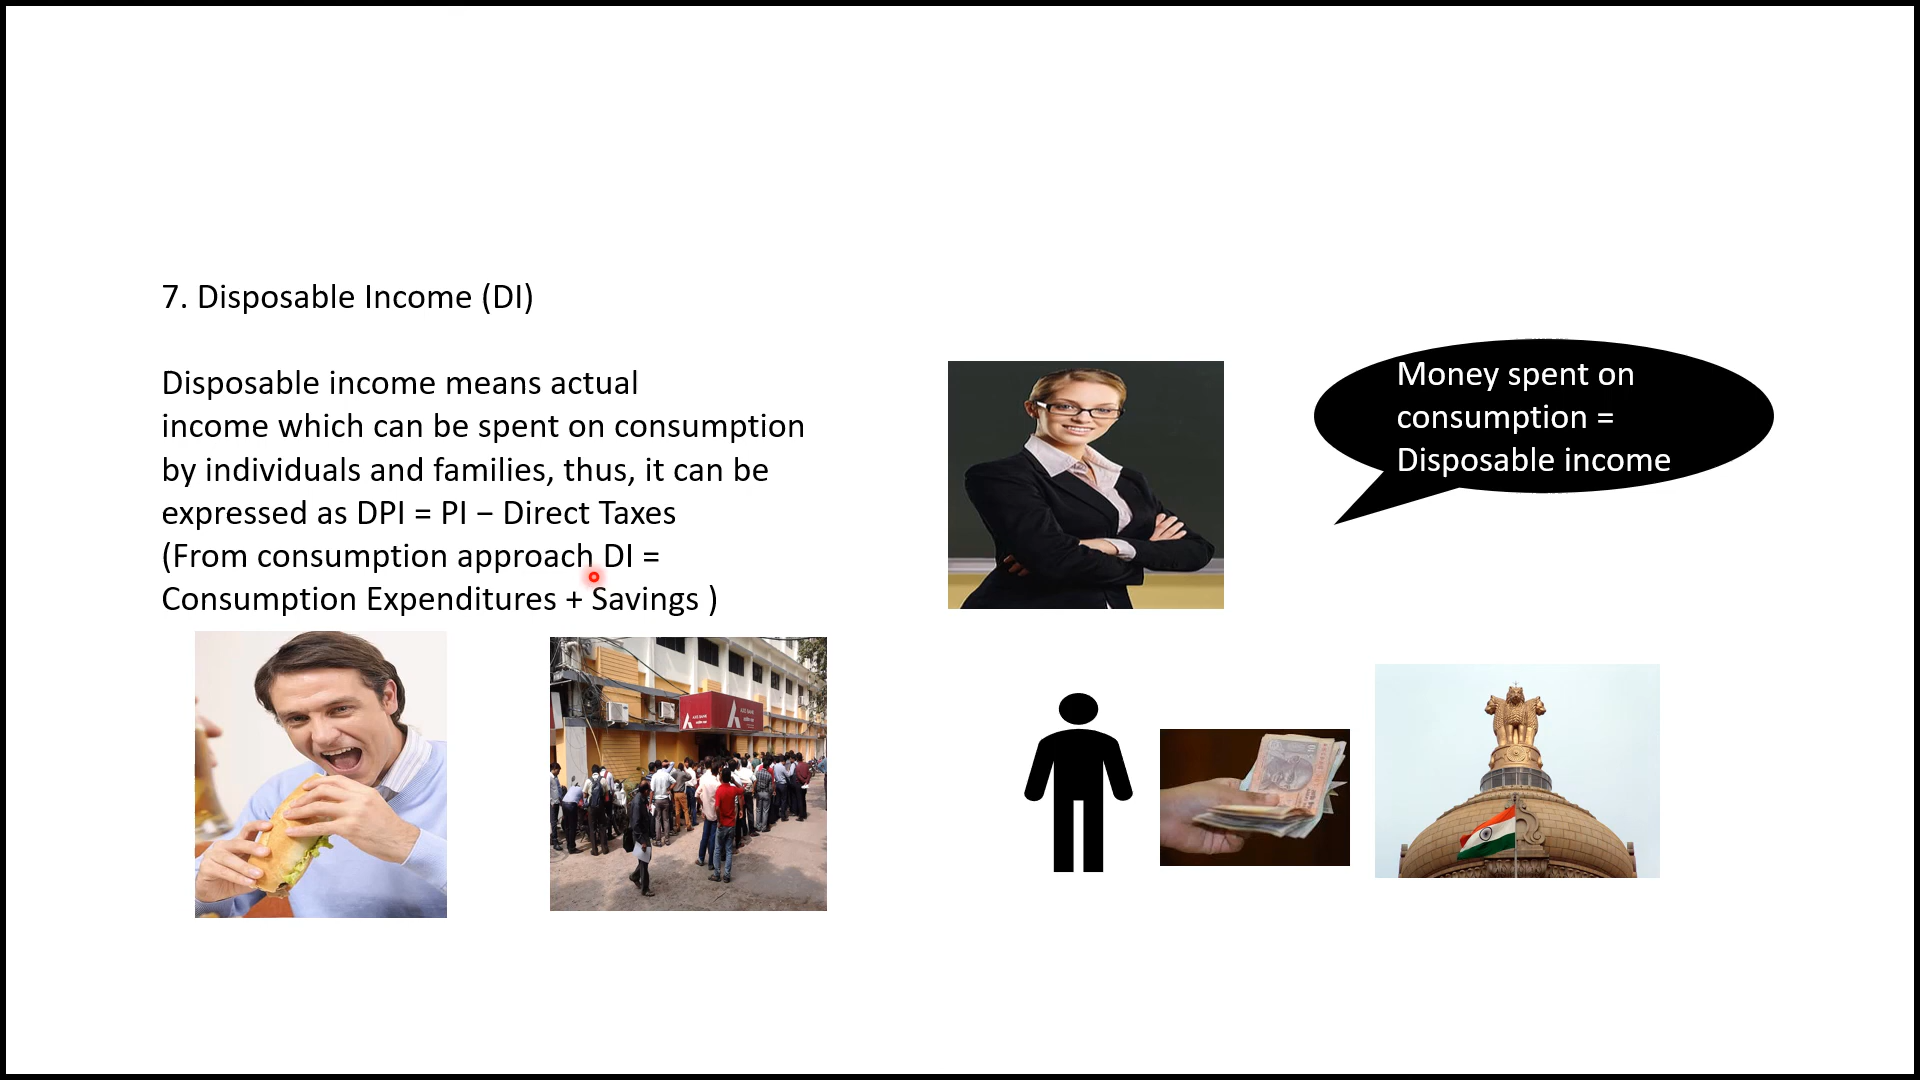 7. Disposable Income (DI)
Disposable income means actual
income which can be spent on consumption
by individuals and families, thus, it can be
expressed as DPI = PI − Direct Taxes
(From consumption approach DI =
Consumption Expenditures + Savings )
Money spent on
consumption =
Disposable income
AXIS BANK